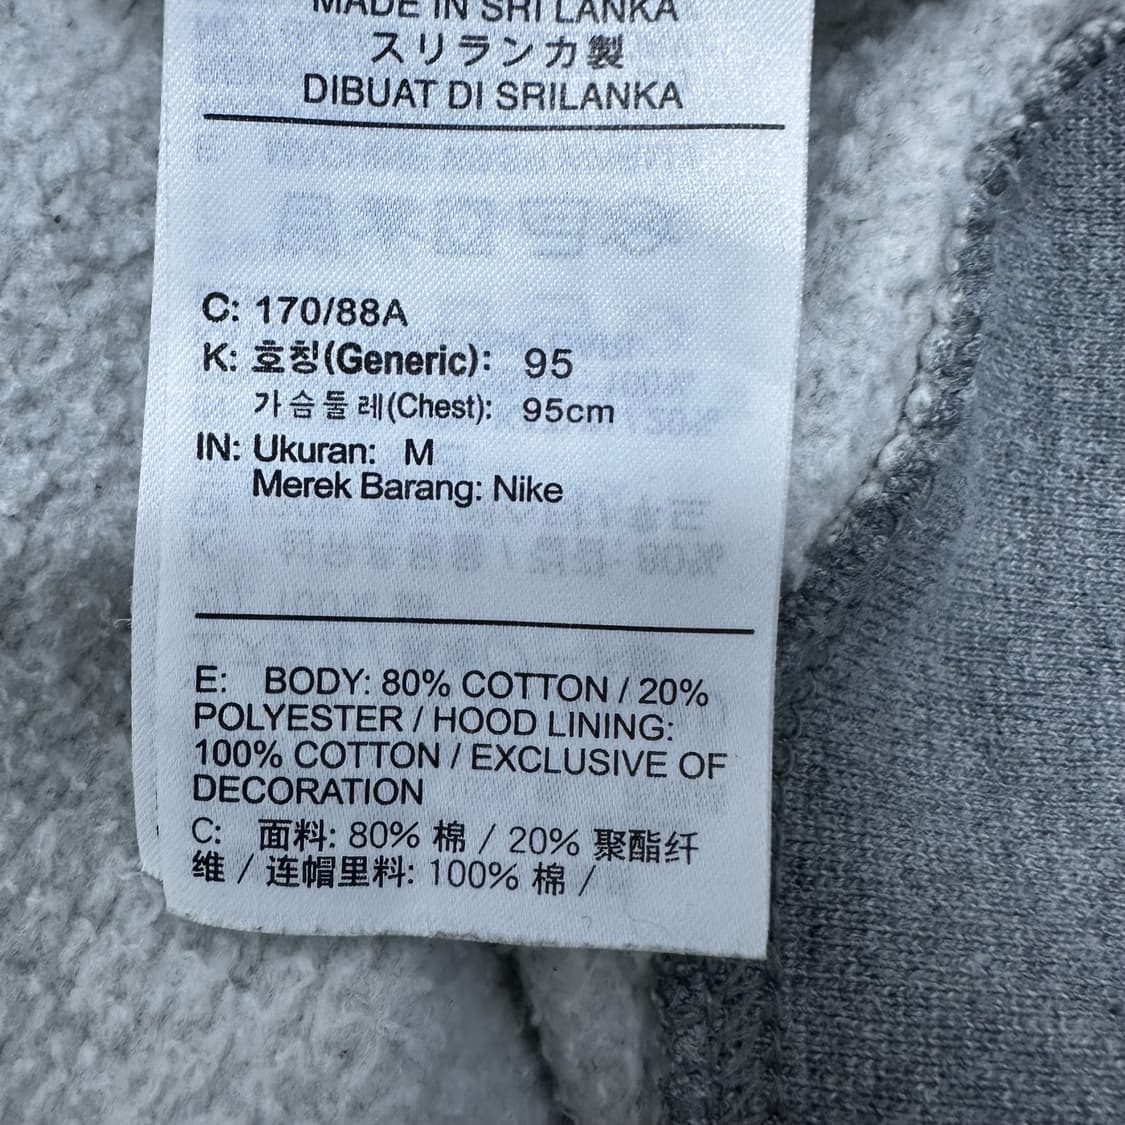 MADE IN SRI LANKA
スリランカ製
DIBUAT DI SRILANKA
C: 170/88A
K: 호칭(Generic): 95
가슴둘레(Chest): 95cm
IN: Ukuran: M
Merek Barang: Nike
E: BODY: 80% COTTON / 20%
POLYESTER / HOOD LINING:
100% COTTON / EXCLUSIVE OF
DECORATION
C: 面料: 80% 棉 / 20% 聚酯纤
维 / 连帽里料: 100% 棉 /